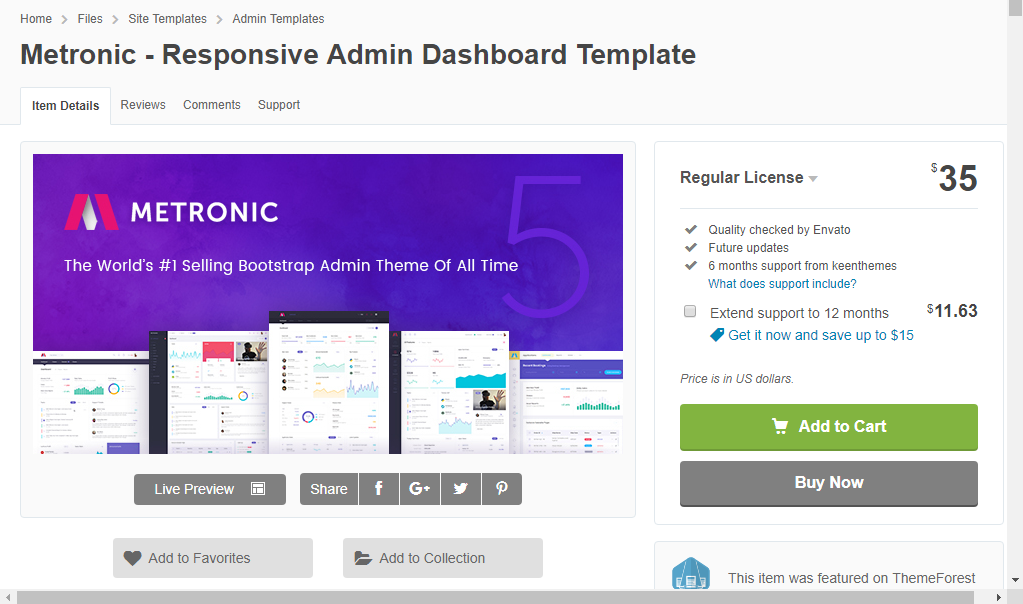 Home Files Site Templates Admin Templates
Metronic - Responsive Admin Dashboard Template
Item Details Reviews Comments Support
METRONIC
5
The World's #1 Selling Bootstrap Admin Theme Of All Time
Live Preview
Share
Add to Favorites
Add to Collection
Regular License
$35
Quality checked by Envato
Future updates
6 months support from keenthemes
What does support include?
Extend support to 12 months
$11.63
Get it now and save up to $15
Price is in US dollars.
Add to Cart
Buy Now
This item was featured on ThemeForest